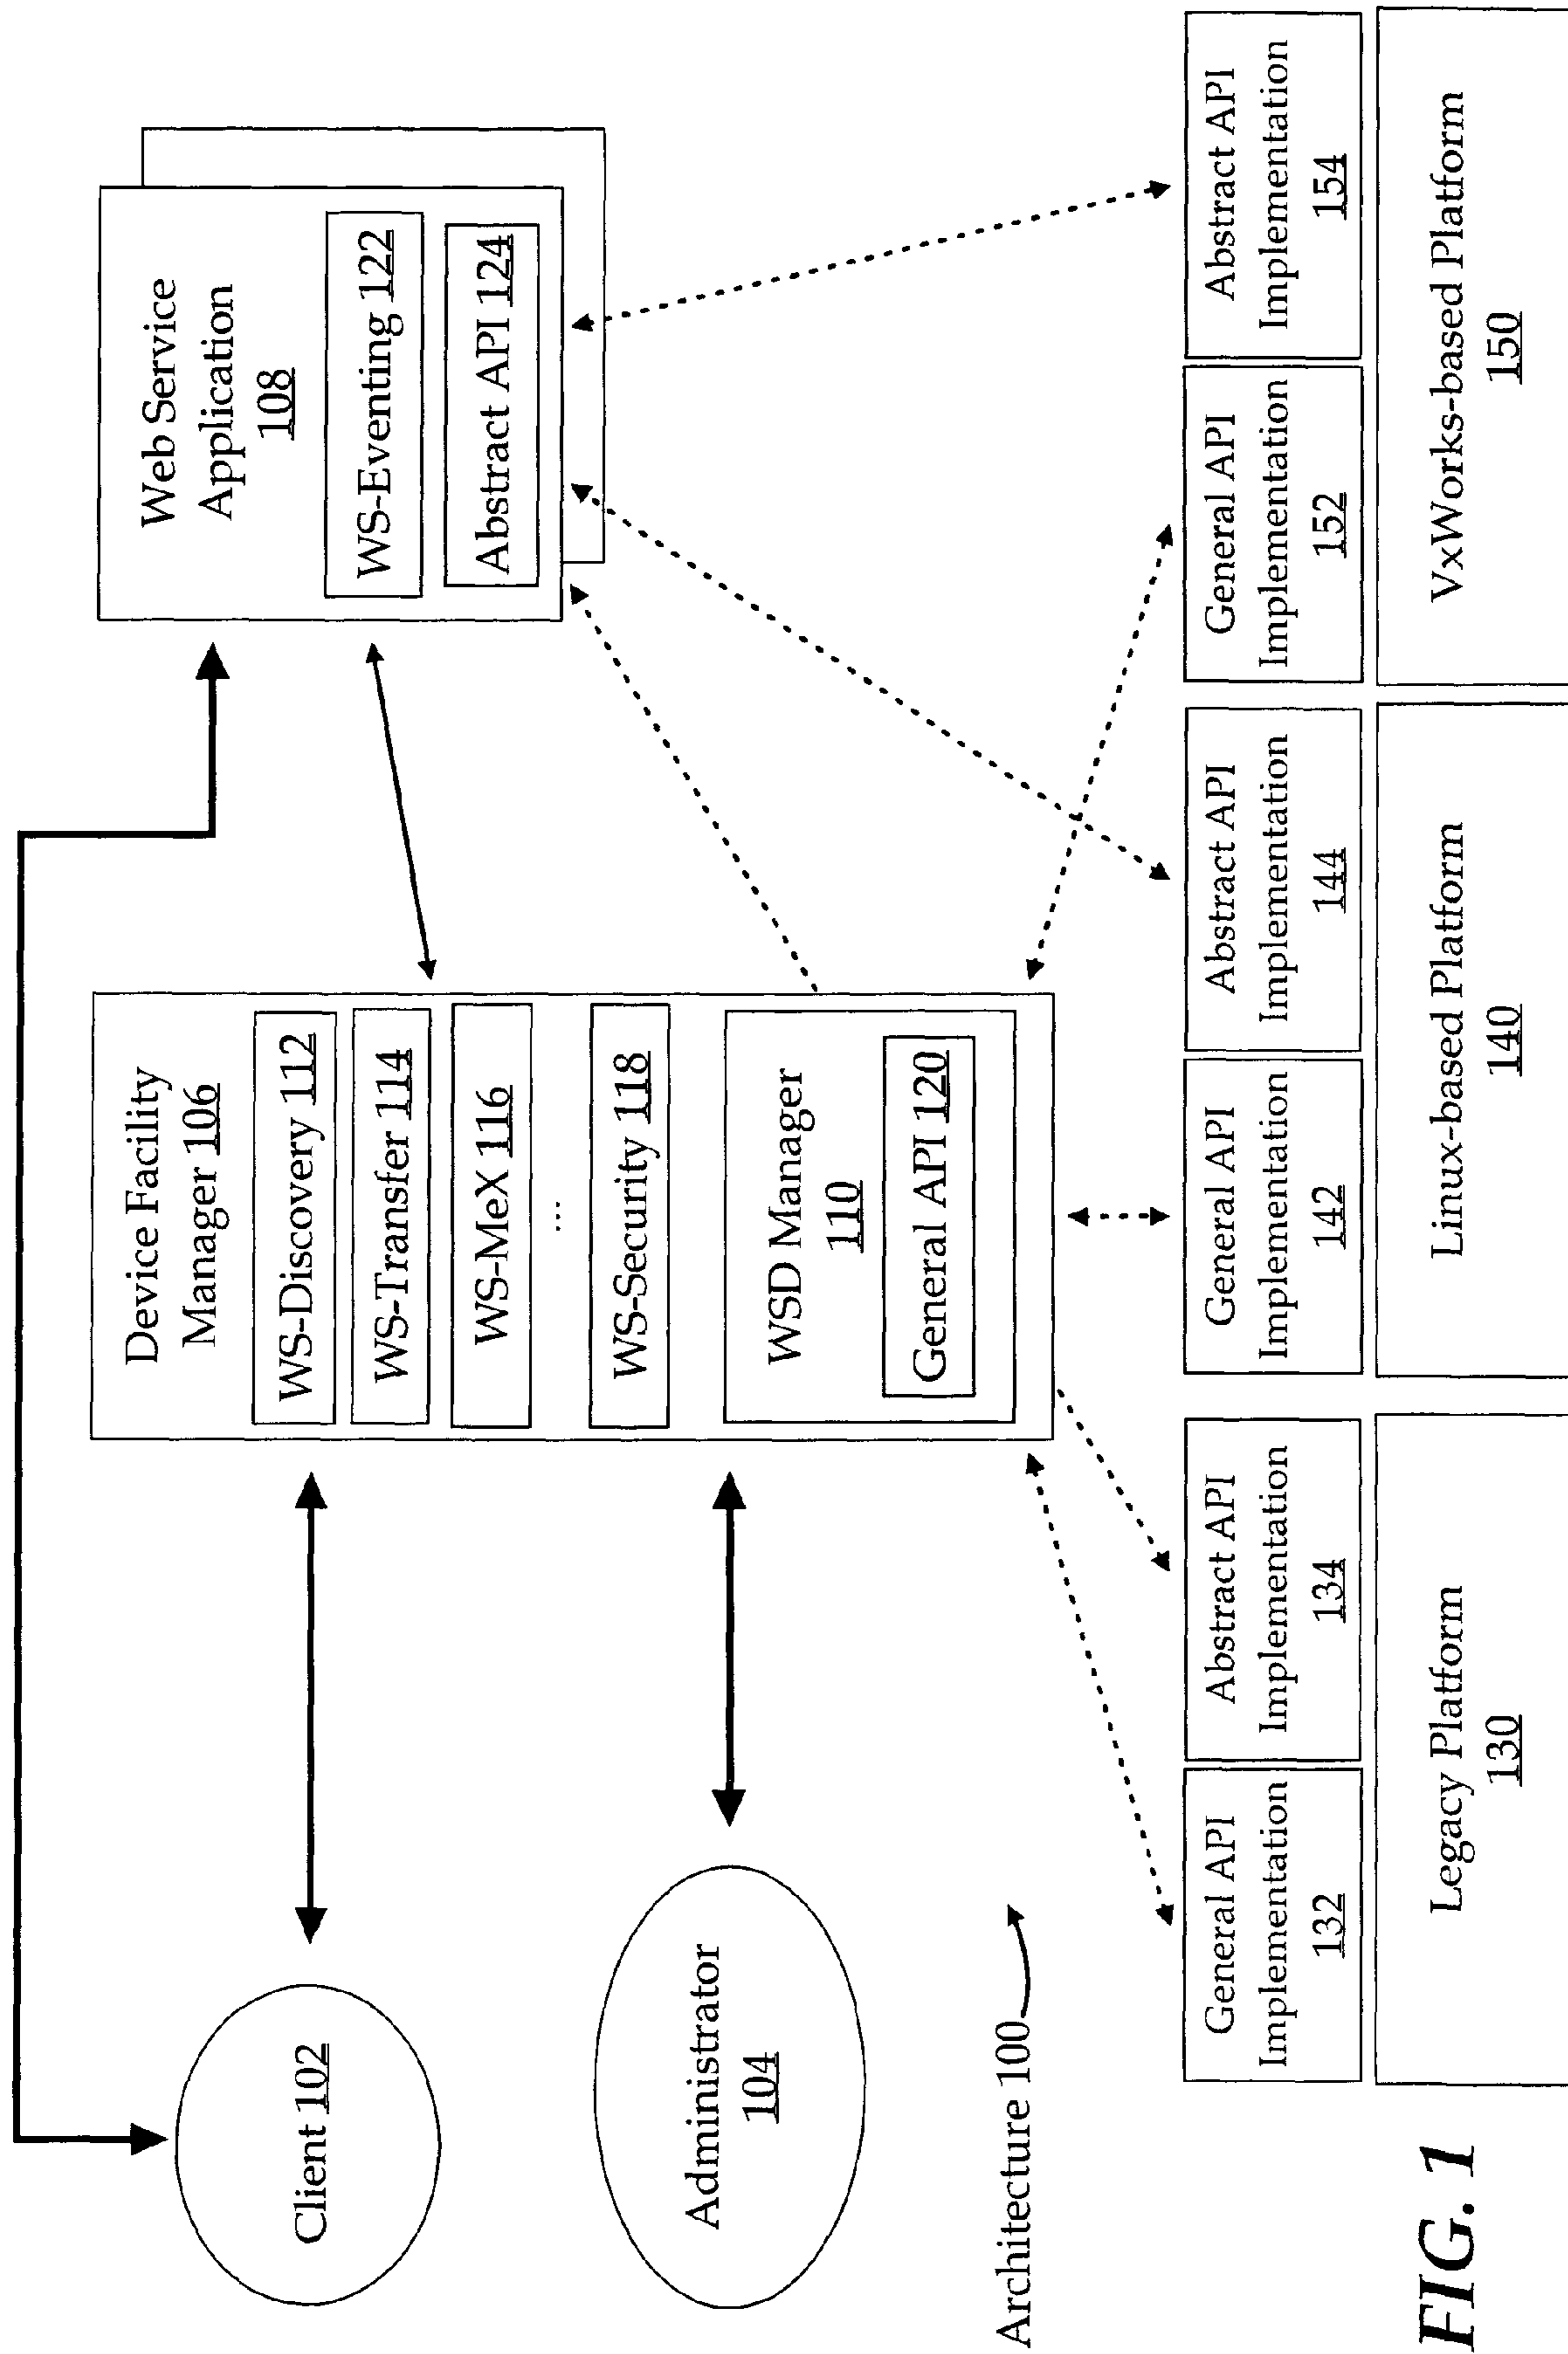 Client 102
Administrator
104
Architecture 100
Device Facility
Manager 106
WS-Discovery 112
WS-Transfer 114
WS-MeX 116
...
WS-Security 118
WSD Manager
110
General API 120
Web Service
Application
108
WS-Eventing 122
Abstract API 124
General API
Implementation
132
Abstract API
Implementation
134
Legacy Platform
130
General API
Implementation
142
Abstract API
Implementation
144
Linux-based Platform
140
General API
Implementation
152
Abstract API
Implementation
154
VxWorks-based Platform
150
FIG. 1